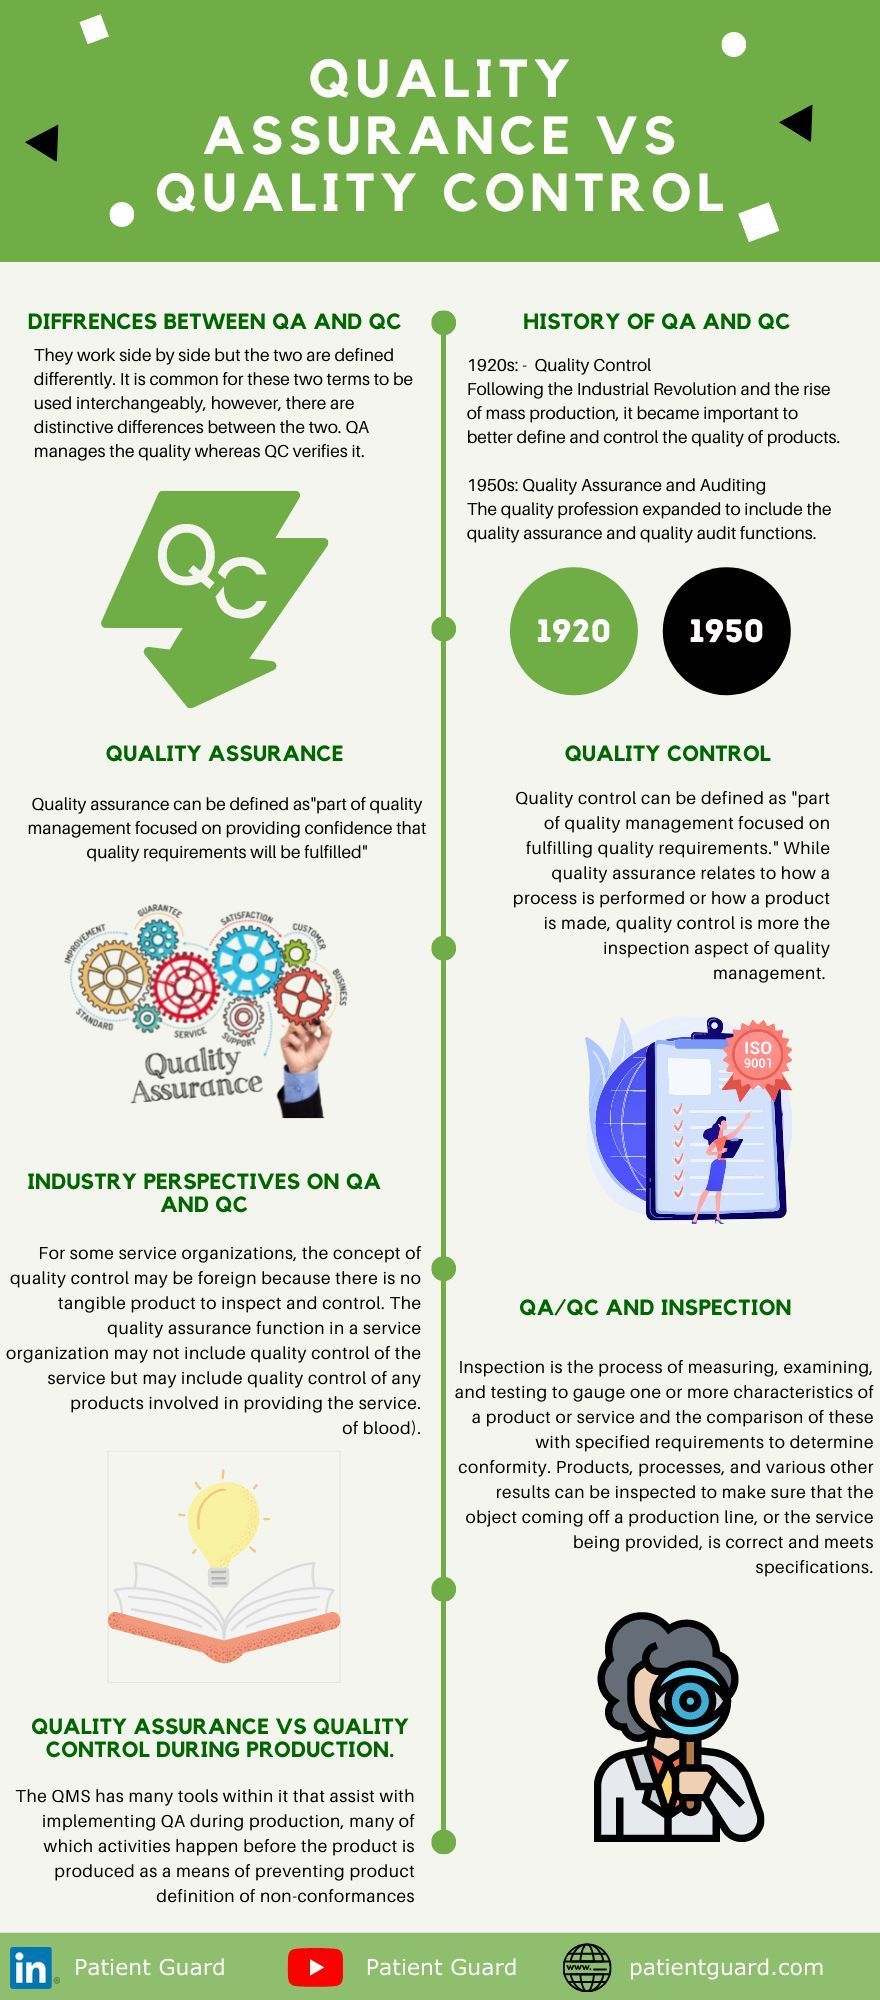 QUALITY
ASSURANCE VS
QUALITY CONTROL
DIFFRENCES BETWEEN QA AND QC
They work side by side but the two are defined
differently. It is common for these two terms to be
used interchangeably, however, there are
distinctive differences between the two. QA
manages the quality whereas QC verifies it.
QC
HISTORY OF QA AND QC
1920s: -  Quality Control
Following the Industrial Revolution and the rise
of mass production, it became important to
better define and control the quality of products.
1950s: Quality Assurance and Auditing
The quality profession expanded to include the
quality assurance and quality audit functions.
1920
1950
QUALITY ASSURANCE
Quality assurance can be defined as"part of quality
management focused on providing confidence that
quality requirements will be fulfilled"
IMPROVEMENT
GUARANTEE
SATISFACTION
CUSTOMER
BUSINESS
STANDARD
SERVICE
SUPPORT
Quality
Assurance
QUALITY CONTROL
Quality control can be defined as "part
of quality management focused on
fulfilling quality requirements." While
quality assurance relates to how a
process is performed or how a product
is made, quality control is more the
inspection aspect of quality
management.
ISO
9001
INDUSTRY PERSPECTIVES ON QA
AND QC
For some service organizations, the concept of
quality control may be foreign because there is no
tangible product to inspect and control. The
quality assurance function in a service
organization may not include quality control of the
service but may include quality control of any
products involved in providing the service.
of blood).
QA/QC AND INSPECTION
Inspection is the process of measuring, examining,
and testing to gauge one or more characteristics of
a product or service and the comparison of these
with specified requirements to determine
conformity. Products, processes, and various other
results can be inspected to make sure that the
object coming off a production line, or the service
being provided, is correct and meets
specifications.
QUALITY ASSURANCE VS QUALITY
CONTROL DURING PRODUCTION.
The QMS has many tools within it that assist with
implementing QA during production, many of
which activities happen before the product is
produced as a means of preventing product
definition of non-conformances
in
Patient Guard
Patient Guard
www.
patientguard.com